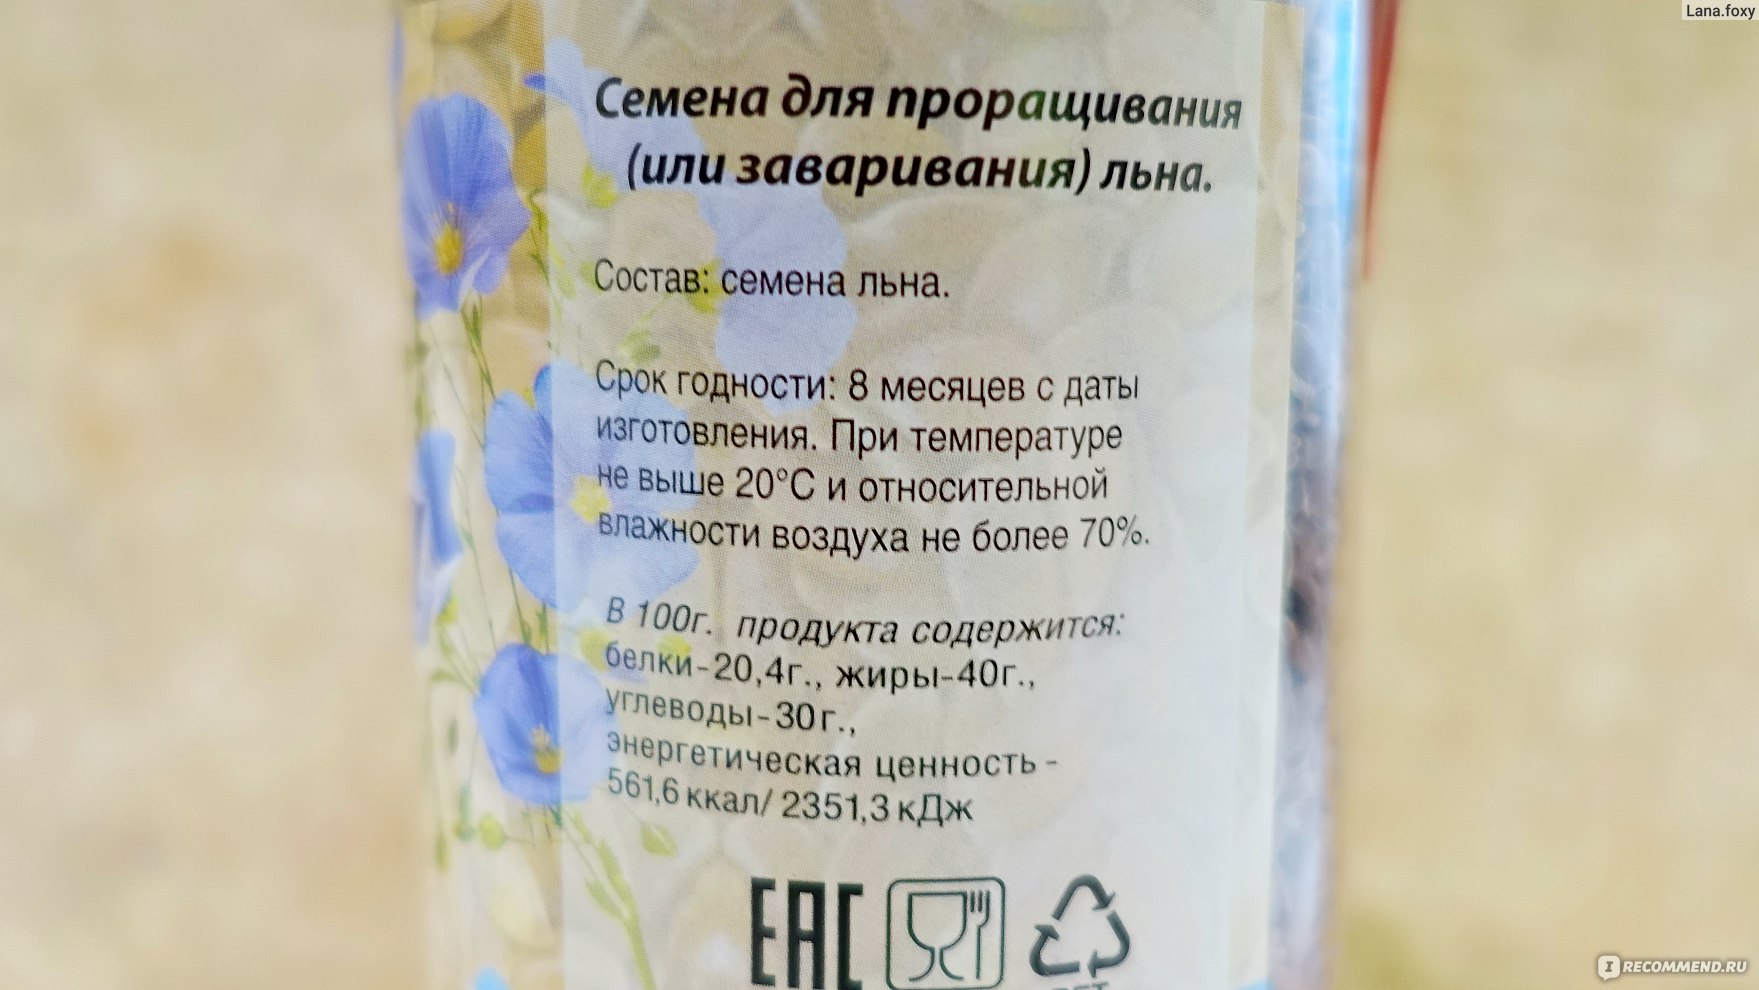 Lana.foxy
Семена для проращивания
(или заваривания) льна.
Состав: семена льна.
Срок годности: 8 месяцев с даты
изготовления. При температуре
не выше 20°С и относительной
влажности воздуха не более 70%.
В 100г. продукта содержится:
белки-20,4г., жиры-40г.,
углеводы-30г.,
энергетическая ценность -
561,6 ккал/ 2351,3 кДж
ЕАС
IRECOMMEND.RU